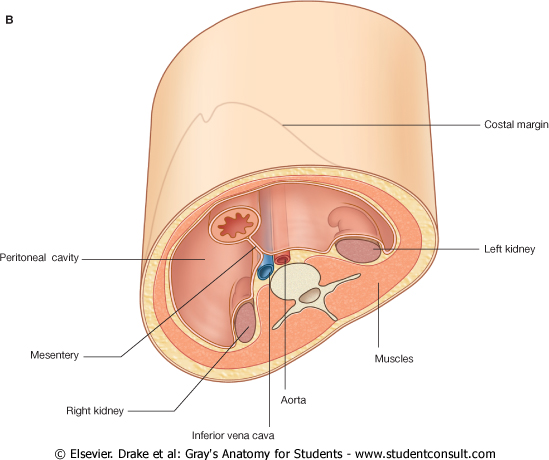 B
Costal margin
Peritoneal cavity
Left kidney
Mesentery
Muscles
Right kidney
Aorta
Inferior vena cava
© Elsevier. Drake et al: Gray's Anatomy for Students - www.studentconsult.com